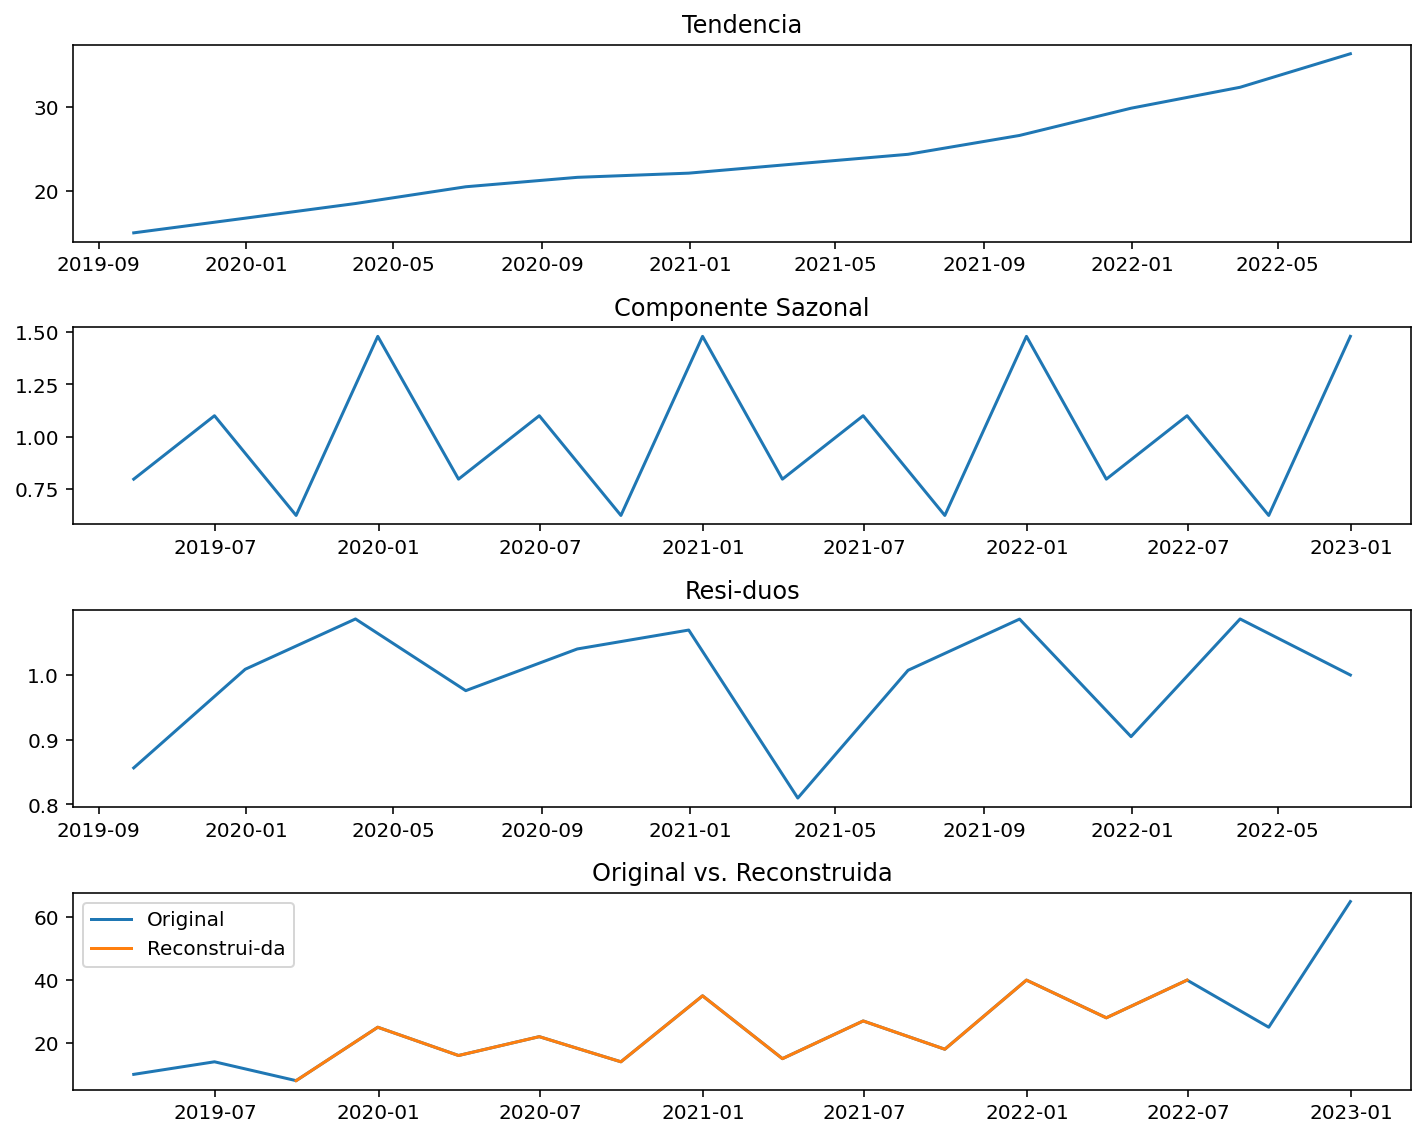 Tendencia
30
20
2019-09 2020-01 2020-05 2020-09 2021-01 2021-05 2021-09 2022-01 2022-05
Componente Sazonal
1.50
1.25
1.00
0.75
2019-07 2020-01 2020-07 2021-01 2021-07 2022-01 2022-07 2023-01
Resi-duos
1.0
0.9
0.8
2019-09 2020-01 2020-05 2020-09 2021-01 2021-05 2021-09 2022-01 2022-05
Original vs. Reconstruida
Original
Reconstrui-da
60
40
20
2019-07 2020-01 2020-07 2021-01 2021-07 2022-01 2022-07 2023-01